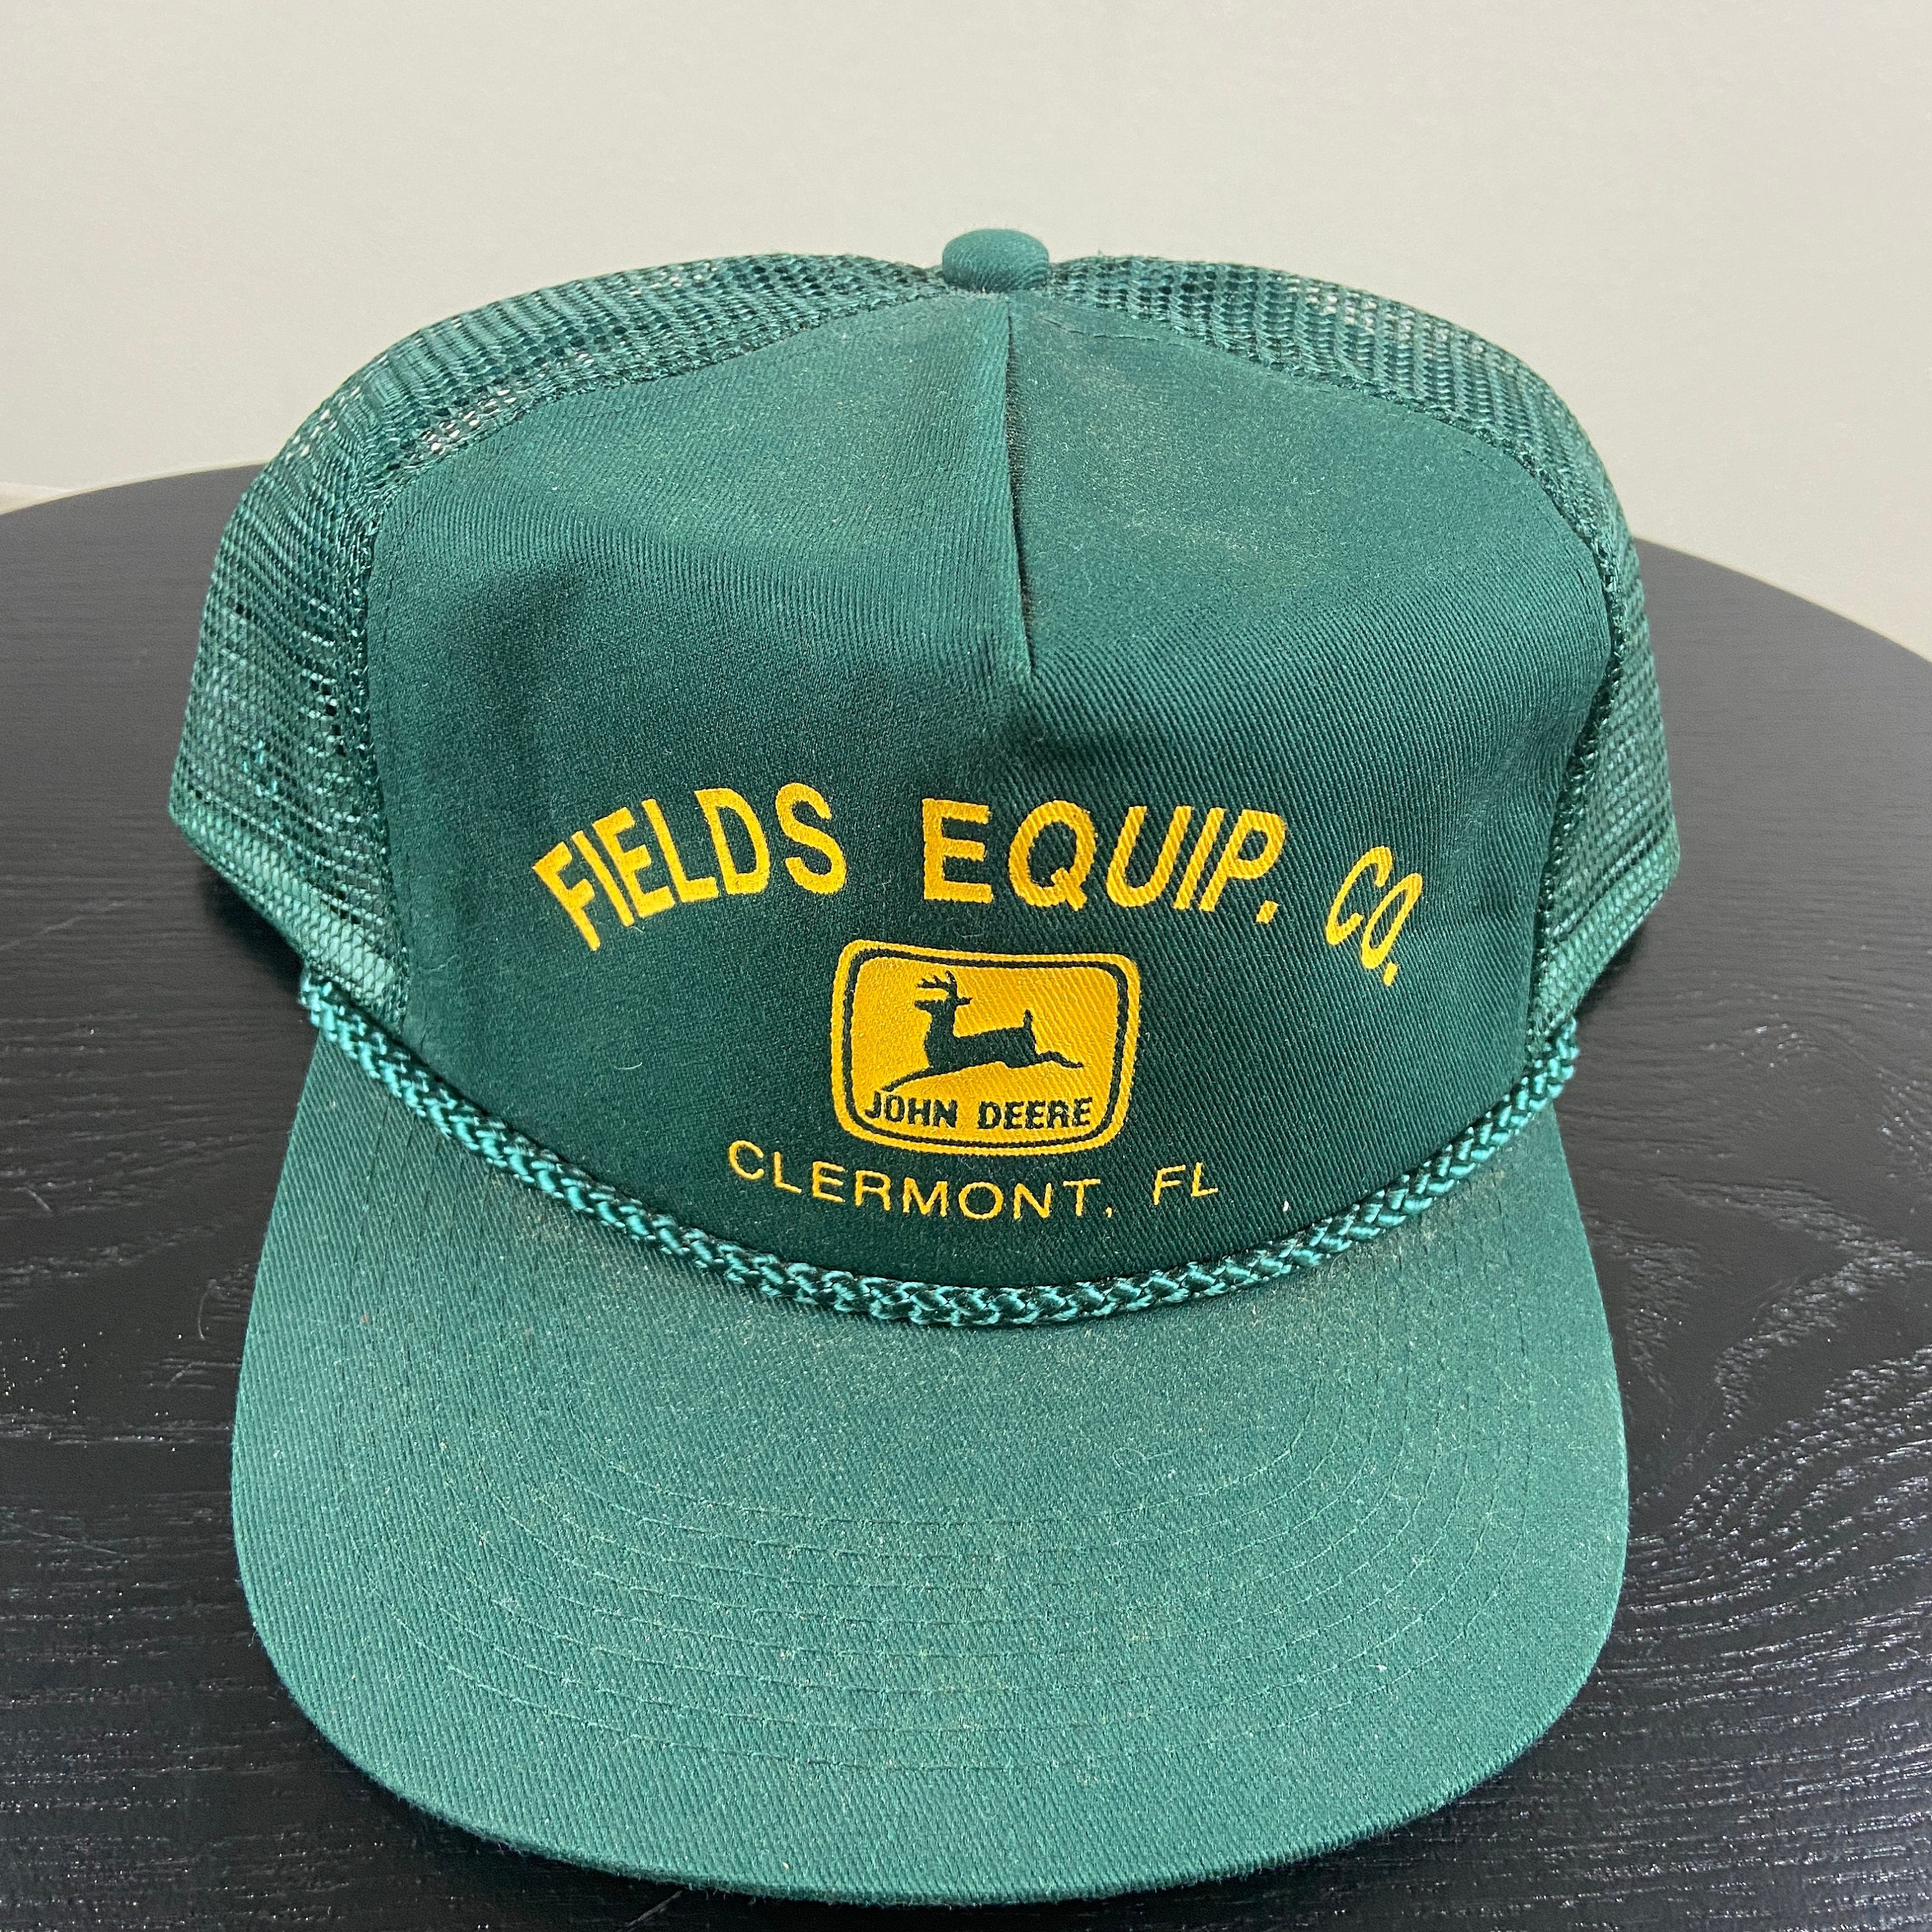 FIELDS EQUIP. CO.
JOHN DEERE
CLERMONT, FL